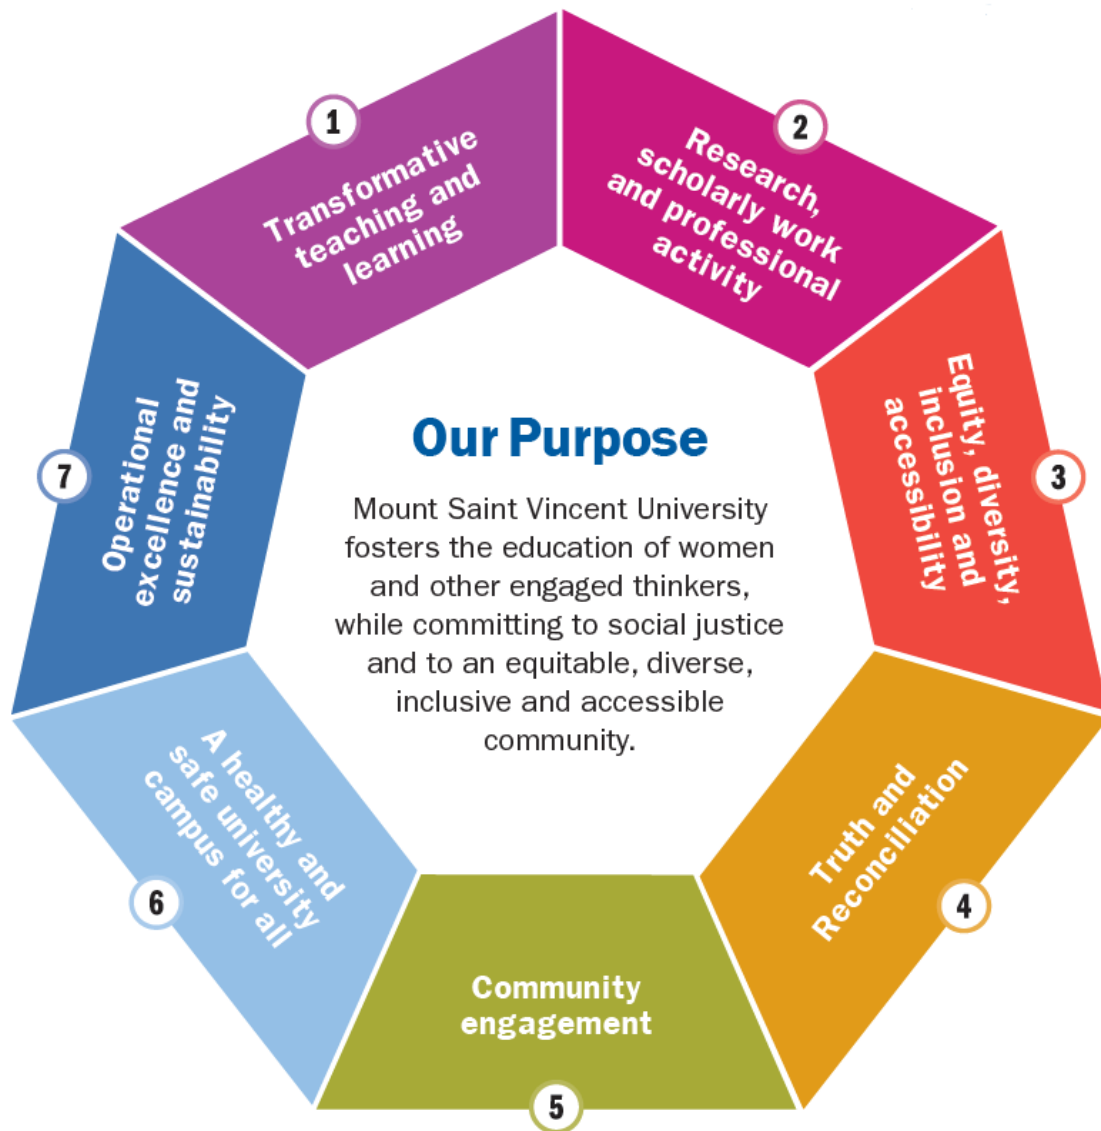 1
Transformative
teaching and
learning
2
Research,
scholarly work
and professional
activity
3
Equity, diversity,
inclusion and
accessibility
4
Truth and
Reconciliation
5
Community
engagement
6
A healthy and
safe university
campus for all
7
Operational
excellence and
sustainability
Our Purpose
Mount Saint Vincent University
fosters the education of women
and other engaged thinkers,
while committing to social justice
and to an equitable, diverse,
inclusive and accessible
community.